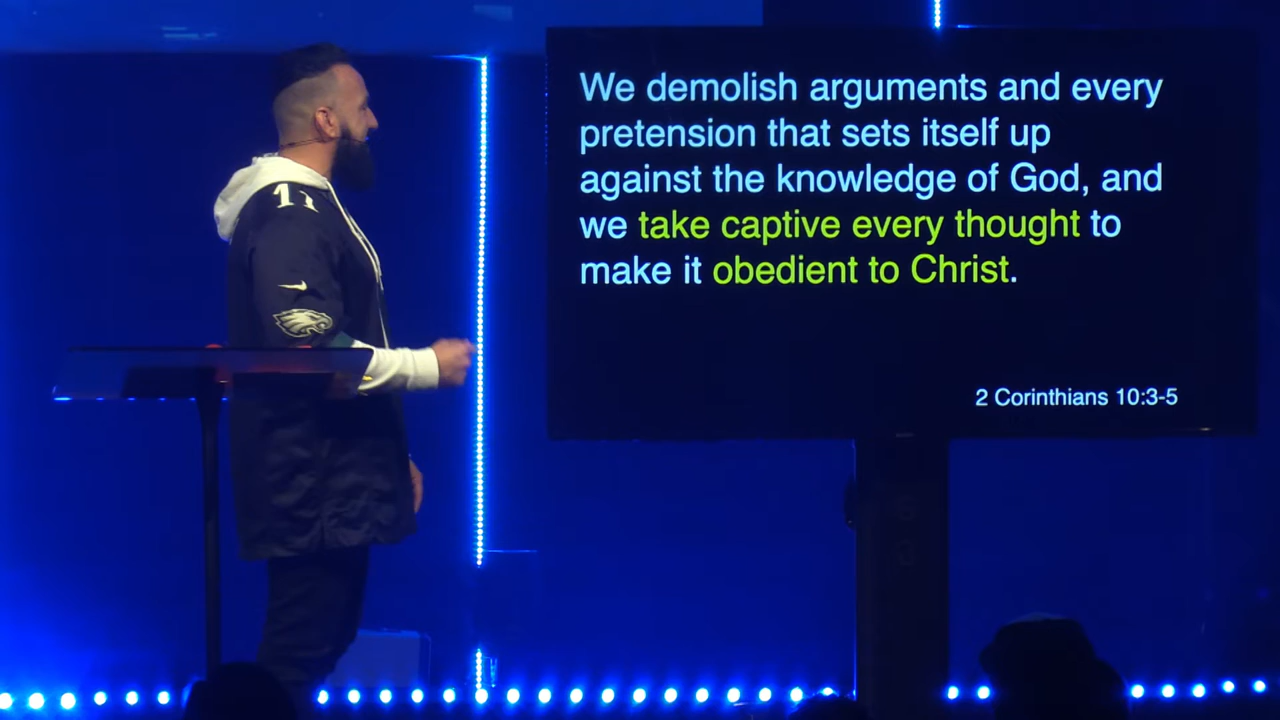 We demolish arguments and every
pretension that sets itself up
against the knowledge of God, and
we take captive every thought to
make it obedient to Christ.
2 Corinthians 10:3-5